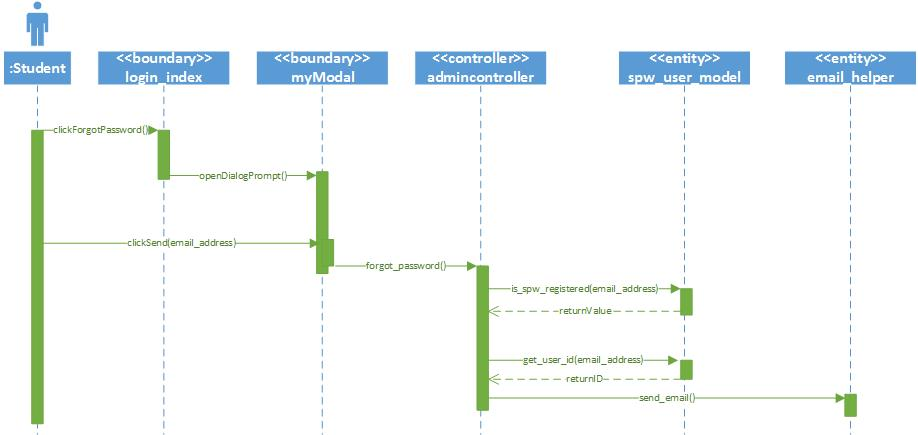 :Student
<<boundary>>
login_index
<<boundary>>
myModal
<<controller>>
admincontroller
<<entity>>
spw_user_model
<<entity>>
email_helper
clickForgotPassword()
openDialogPrompt()
clickSend(email_address)
forgot_password()
is_spw_registered(email_address)
returnValue
get_user_id(email_address)
returnID
send_email()